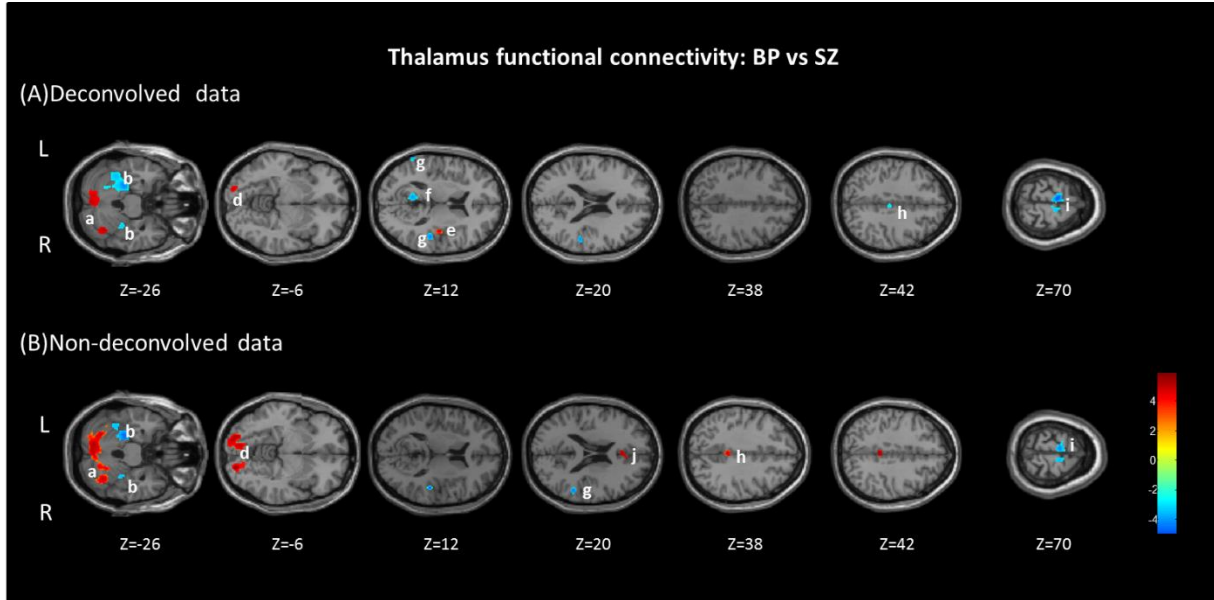 Thalamus functional connectivity: BP vs SZ
(A)Deconvolved data
L
R
b
a
b
d
g
f
g
e
h
i
Z=-26 Z=-6 Z=12 Z=20 Z=38 Z=42 Z=70
(B)Non-deconvolved data
L
R
b
a
b
d
g
j
h
i
4
2
0
-2
-4
Z=-26 Z=-6 Z=12 Z=20 Z=38 Z=42 Z=70